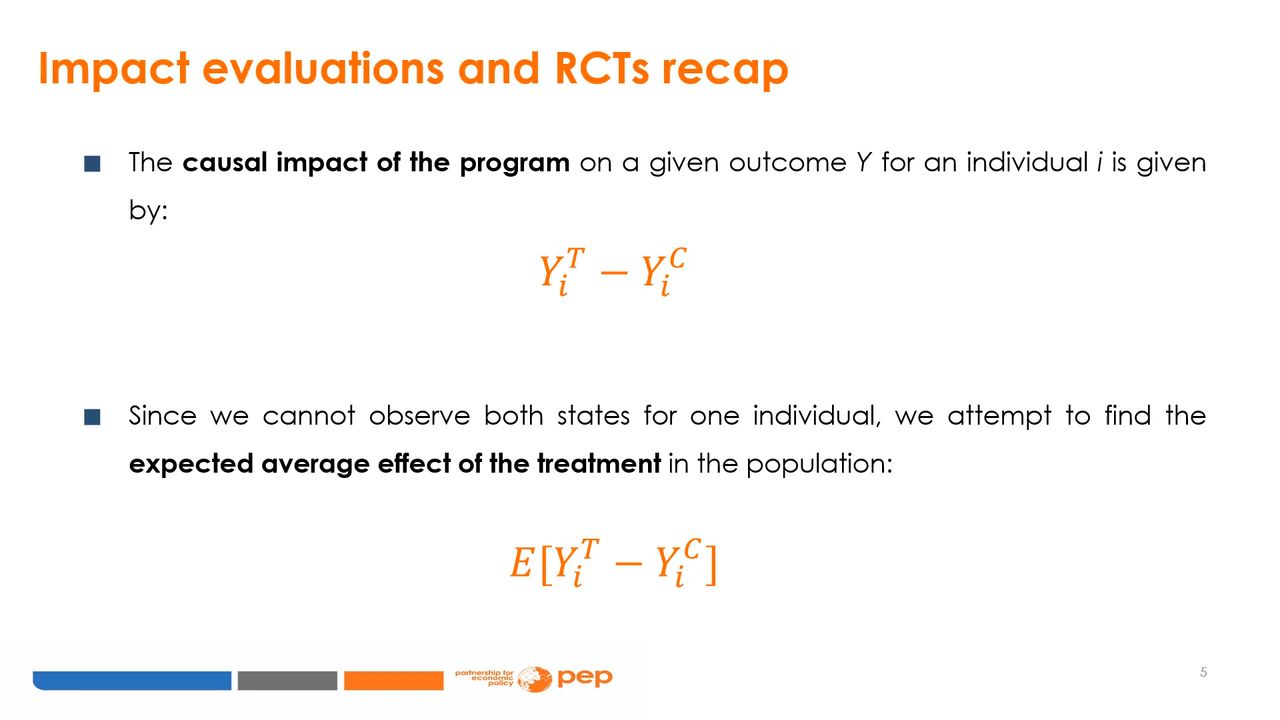 Impact evaluations and RCTs recap
The causal impact of the program on a given outcome Y for an individual i is given
by:
Y_i^T − Y_i^C
Since we cannot observe both states for one individual, we attempt to find the
expected average effect of the treatment in the population:
E[Y_i^T − Y_i^C]
partnership for
economic
policy
pep
5